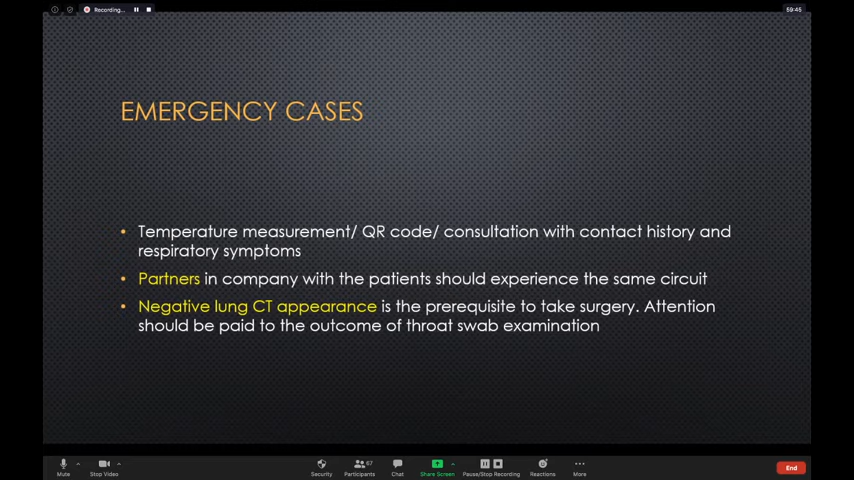 Recording...
59:45
EMERGENCY CASES
• Temperature measurement/ QR code/ consultation with contact history and
respiratory symptoms
• Partners in company with the patients should experience the same circuit
• Negative lung CT appearance is the prerequisite to take surgery. Attention
should be paid to the outcome of throat swab examination
Mute
Stop Video
Security
Participants
67
Chat
Share Screen
Pause/Stop Recording
Reactions
More
End